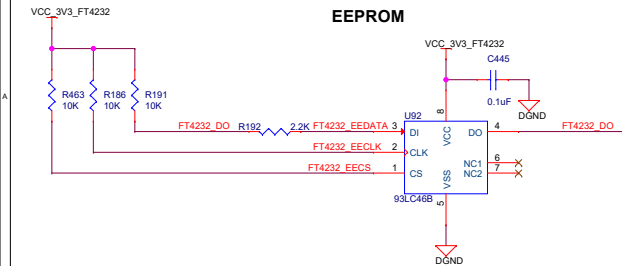 EEPROM
VCC_3V3_FT4232
VCC_3V3_FT4232
C445
0.1uF
DGND
A
R463
10K
R186
10K
R191
10K
U92
8
FT4232_DO
R192
2.2K
FT4232_EEDATA
3
DI
VCC
DO
4
FT4232_DO
FT4232_EECLK
2
CLK
NC1
6
FT4232_EECS
1
CS
VSS
NC2
7
93LC46B
5
DGND